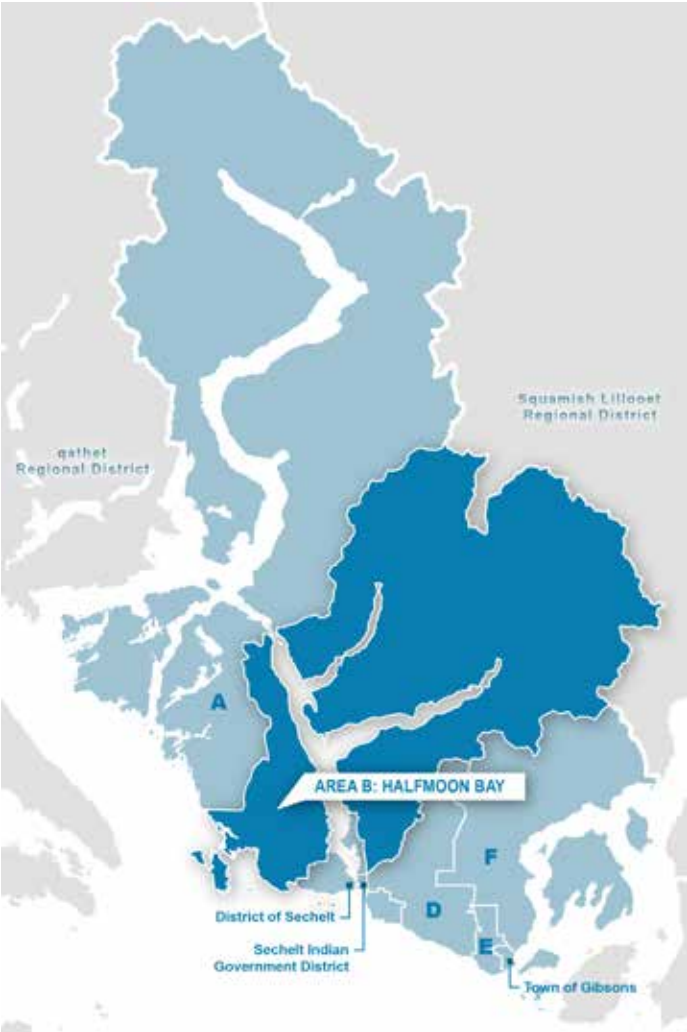 Squamish Lillooet
Regional District
qathet
Regional District
A
AREA B: HALFMOON BAY
F
D
District of Sechelt
E
Sechelt Indian
Government District
Town of Gibsons